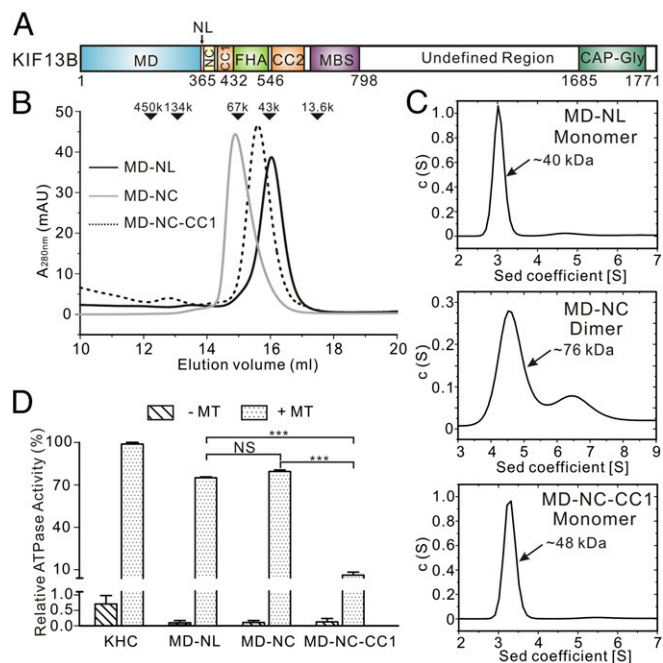 A
NL
KIF13B
MD
NC
CC1
FHA
CC2
MBS
Undefined Region
CAP-Gly
1
365
432
546
798
1685
1771
B
450k
134k
67k
43k
13.6k
50
40
30
20
10
0
A280nm (mAU)
MD-NL
MD-NC
MD-NC-CC1
10
12
14
16
18
20
Elution volume (ml)
C
MD-NL
Monomer
~40 kDa
1.0
0.8
0.6
0.4
0.2
0
c (S)
2
3
4
5
6
7
Sed coefficient [S]
MD-NC
Dimer
~76 kDa
0.3
0.2
0.1
0
c (S)
3
4
5
6
7
8
9
Sed coefficient [S]
MD-NC-CC1
Monomer
~48 kDa
1.0
0.8
0.6
0.4
0.2
0
c (S)
2
3
4
5
6
7
Sed coefficient [S]
D
- MT
+ MT
***
NS
***
100
70
40
10
1.0
0.5
0.0
Relative ATPase Activity (%)
KHC
MD-NL
MD-NC
MD-NC-CC1